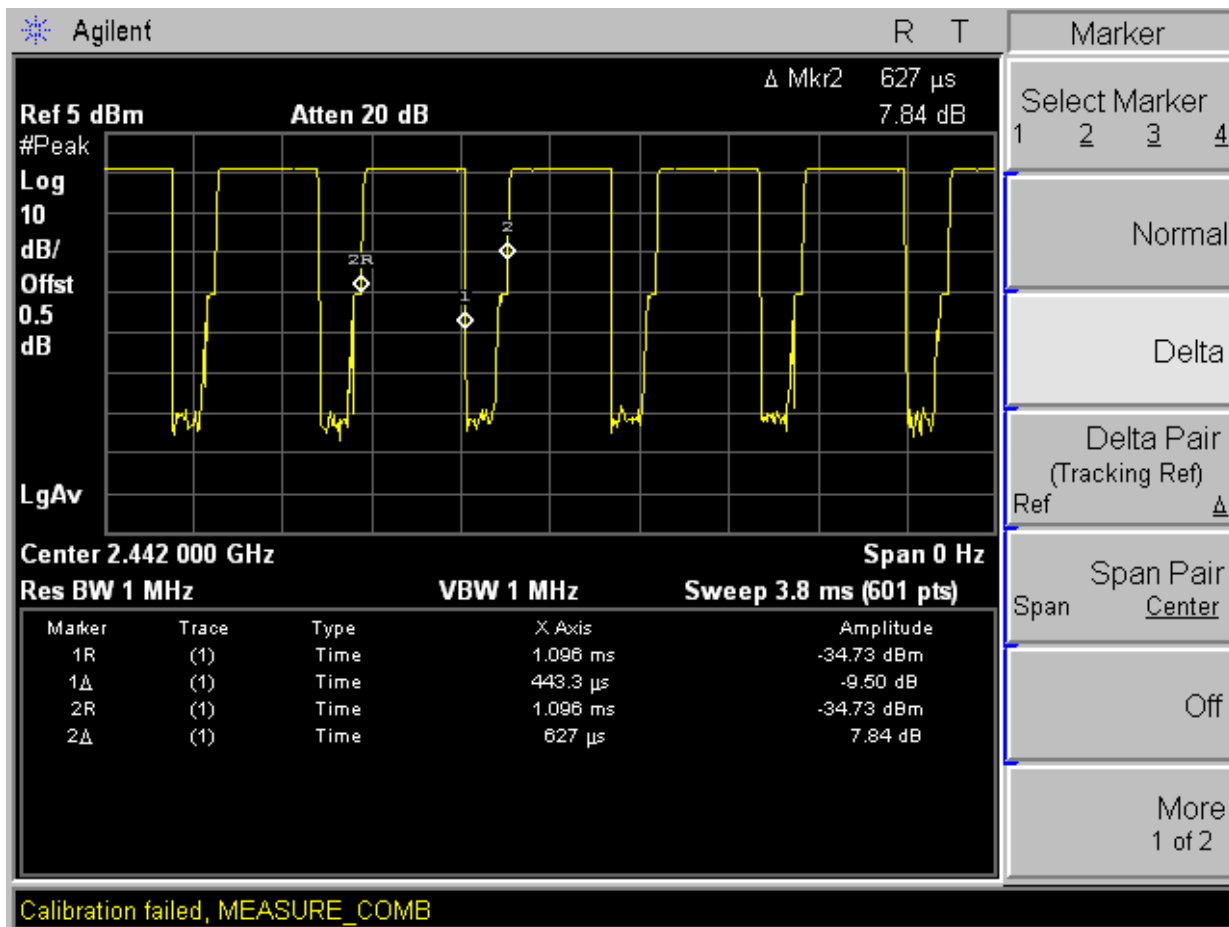 Agilent R T
Δ Mkr2 627 µs
Ref 5 dBm Atten 20 dB 7.84 dB
#Peak
Log
10
dB/
Offst
0.5
dB
LgAv
2R
1
2
Center 2.442 000 GHz Span 0 Hz
Res BW 1 MHz VBW 1 MHz Sweep 3.8 ms (601 pts)
Marker Trace Type X Axis Amplitude
1R (1) Time 1.096 ms -34.73 dBm
1Δ (1) Time 443.3 µs -9.50 dB
2R (1) Time 1.096 ms -34.73 dBm
2Δ (1) Time 627 µs 7.84 dB
Calibration failed, MEASURE_COMB
Marker
Select Marker
1 2 3 4
Normal
Delta
Delta Pair
(Tracking Ref)
Ref Δ
Span Pair
Span Center
Off
More
1 of 2